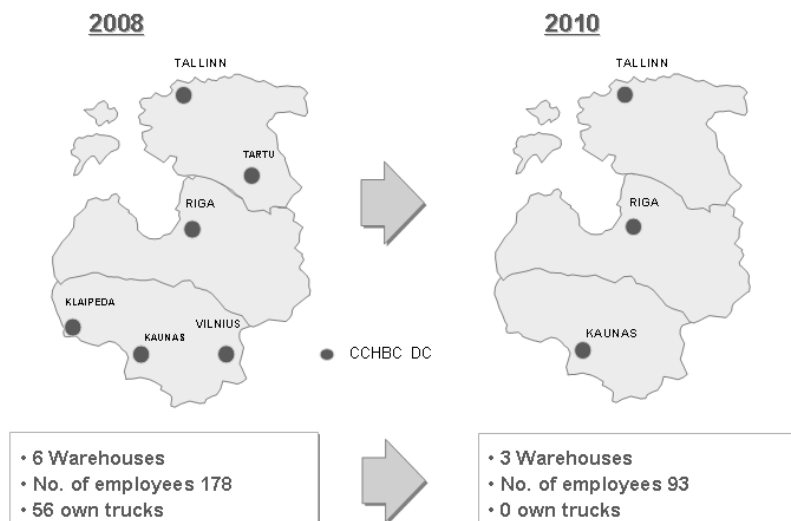 2008
TALLINN
TARTU
RIGA
KLAIPEDA
VILNIUS
KAUNAS
CCHBC DC
• 6 Warehouses
• No. of employees 178
• 56 own trucks
2010
TALLINN
RIGA
KAUNAS
• 3 Warehouses
• No. of employees 93
• 0 own trucks